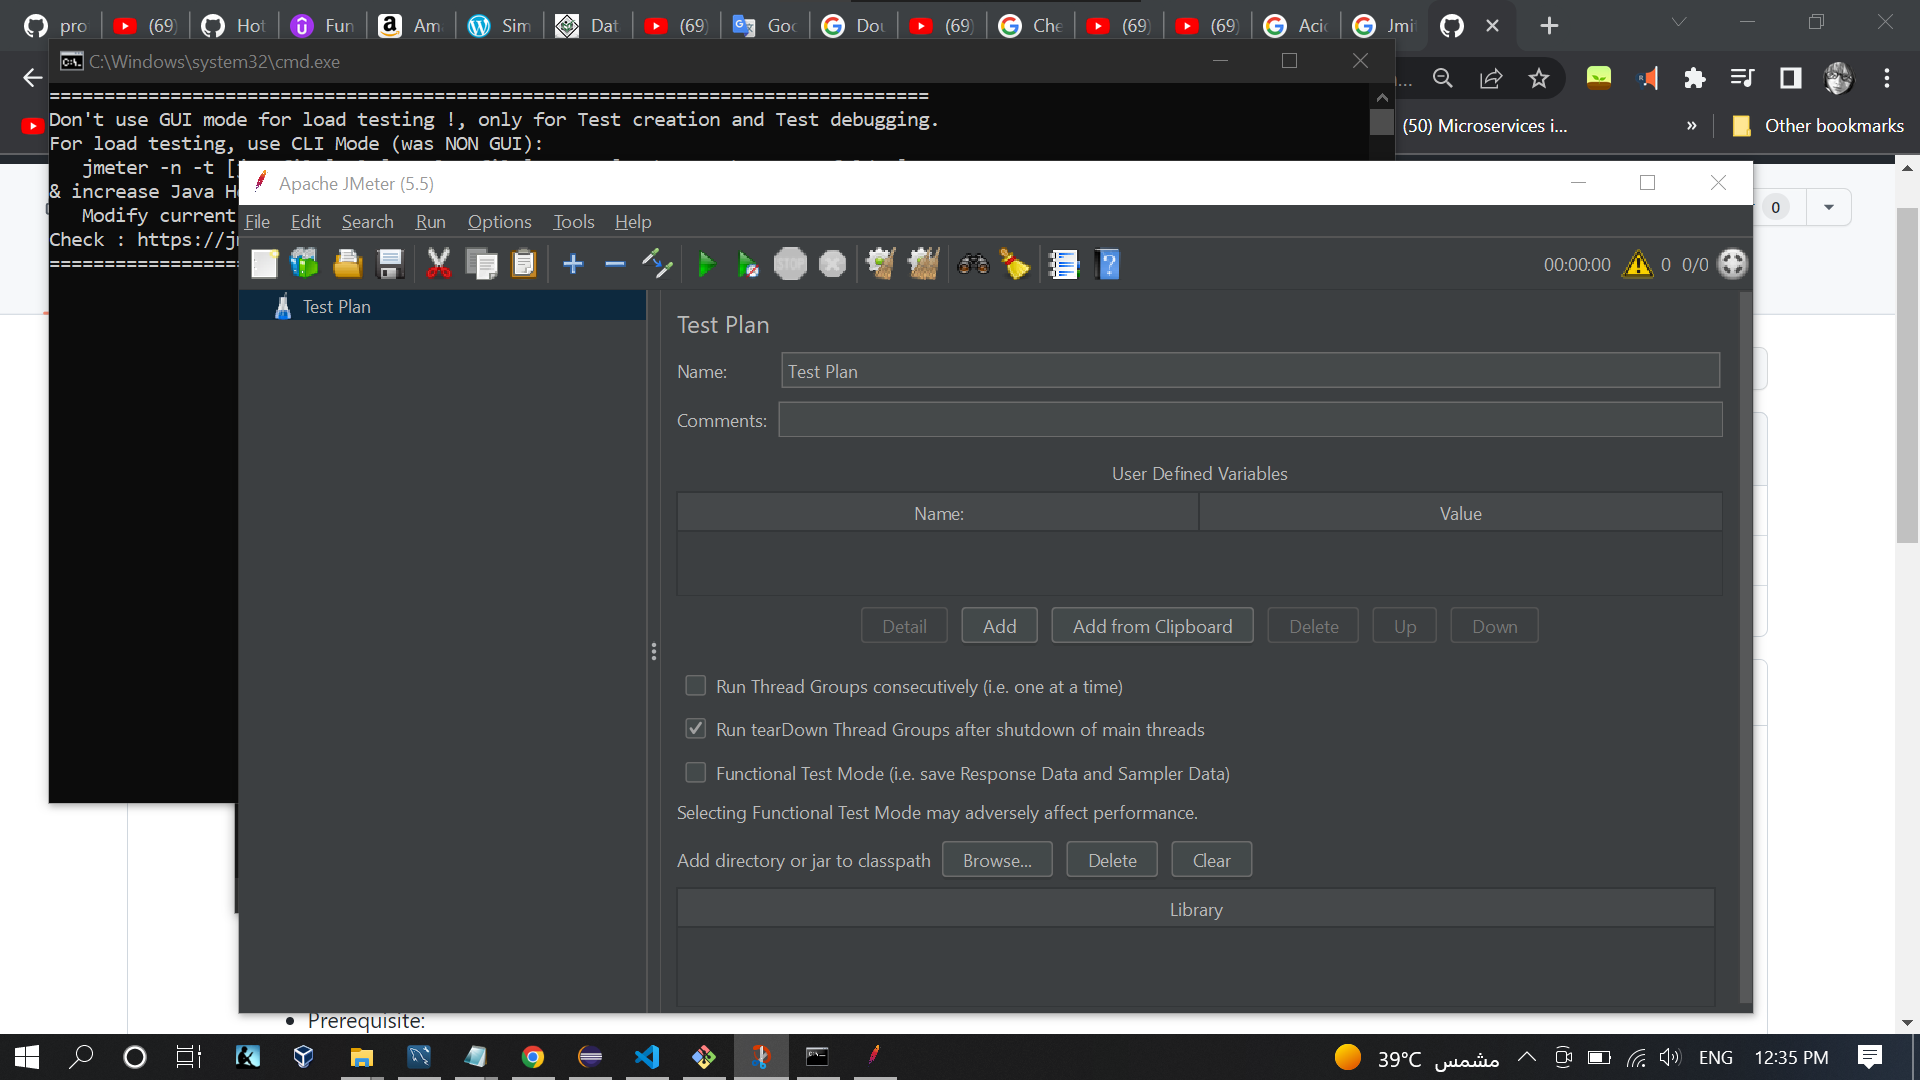 pro
(69)
Hot
Fun
Am
Sim
Dat
(69)
Goo
Dou
(69)
Che
(69)
(69)
Acid
Jmi
(50) Microservices i...
»
Other bookmarks
C:\Windows\system32\cmd.exe
================================================================================
Don't use GUI mode for load testing !, only for Test creation and Test debugging.
For load testing, use CLI Mode (was NON GUI):
jmeter -n -t
& increase Java
Modify current
Check :
Apache JMeter (5.5)
File Edit Search Run Options Tools Help
STOP
00:00:00 0 0/0
0
Test Plan
Test Plan
Name: Test Plan
Comments:
User Defined Variables
Name: Value
Detail Add Add from Clipboard Delete Up Down
Run Thread Groups consecutively (i.e. one at a time)
Run tearDown Thread Groups after shutdown of main threads
Functional Test Mode (i.e. save Response Data and Sampler Data)
Selecting Functional Test Mode may adversely affect performance.
Add directory or jar to classpath Browse... Delete Clear
Library
• Prerequisite:
39°C مشمس ENG 12:35 PM